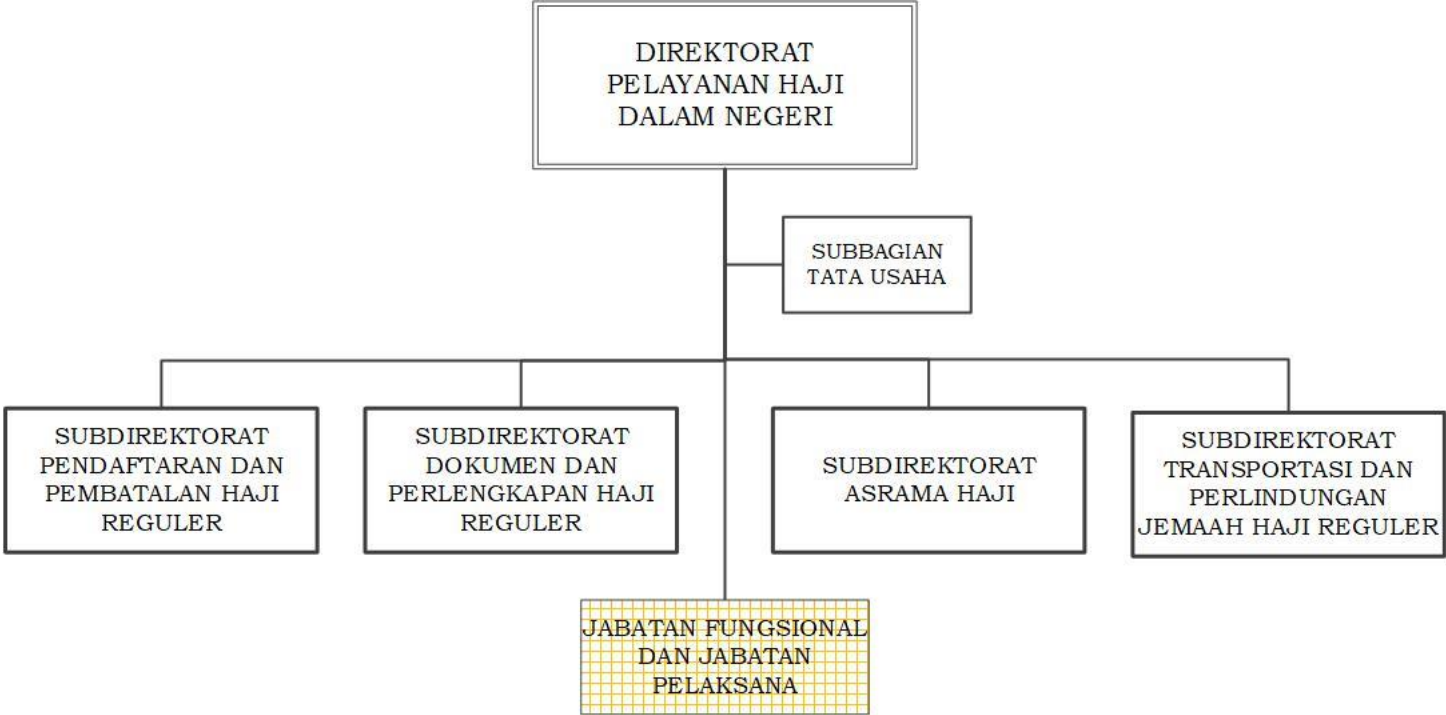 DIREKTORAT
PELAYANAN HAJI
DALAM NEGERI
SUBBAGIAN
TATA USAHA
SUBDIREKTORAT
PENDAFTARAN DAN
PEMBATALAN HAJI
REGULER
SUBDIREKTORAT
DOKUMEN DAN
PERLENGKAPAN HAJI
REGULER
SUBDIREKTORAT
ASRAMA HAJI
SUBDIREKTORAT
TRANSPORTASI DAN
PERLINDUNGAN
JEMAAH HAJI REGULER
JABATAN FUNGSIONAL
DAN JABATAN
PELAKSANA